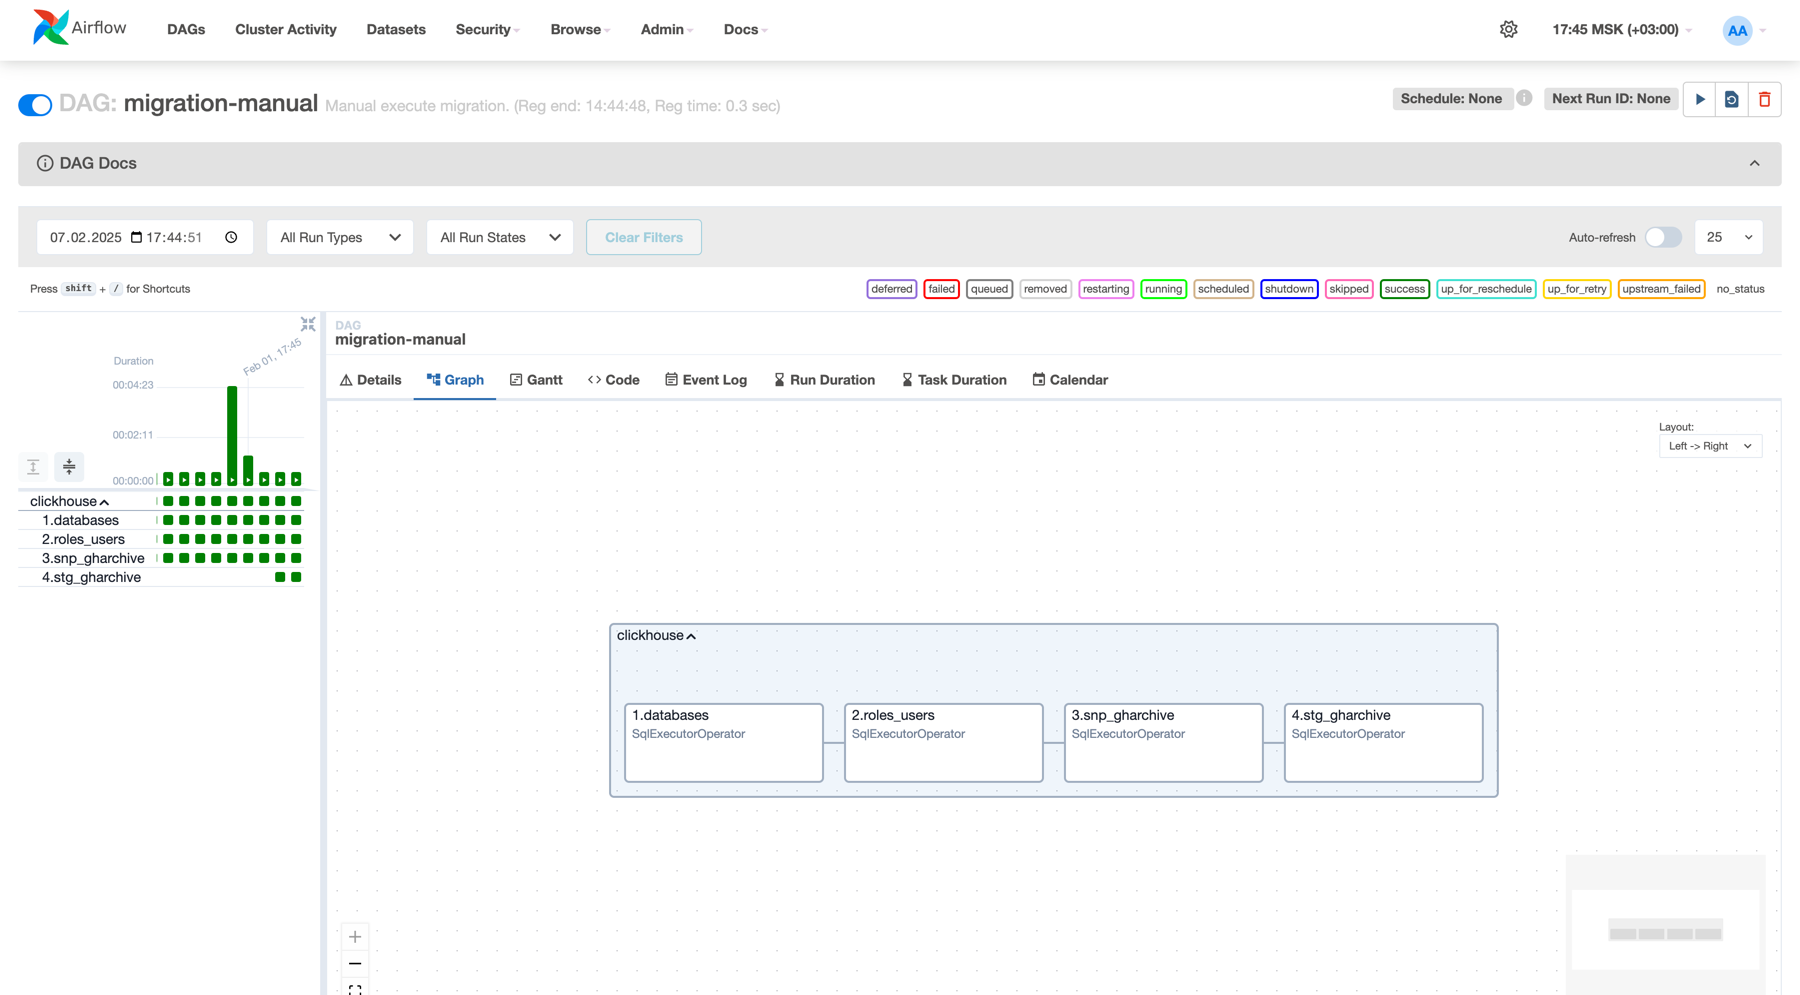 Airflow
DAGs
Cluster Activity
Datasets
Security
Browse
Admin
Docs
17:45 MSK (+03:00)
AA
DAG: migration-manual Manual execute migration. (Reg end: 14:44:48, Reg time: 0.3 sec)
Schedule: None
Next Run ID: None
DAG Docs
07.02.2025 17:44:51
All Run Types
All Run States
Clear Filters
Auto-refresh
25
Press shift + / for Shortcuts
deferred
failed
queued
removed
restarting
running
scheduled
shutdown
skipped
success
up_for_reschedule
up_for_retry
upstream_failed
no_status
Feb 01, 17:45
Duration
00:04:23
00:02:11
00:00:00
clickhouse
1.databases
2.roles_users
3.snp_gharchive
4.stg_gharchive
DAG
migration-manual
Details
Graph
Gantt
Code
Event Log
Run Duration
Task Duration
Calendar
Layout:
Left -> Right
clickhouse
1.databases
SqlExecutorOperator
2.roles_users
SqlExecutorOperator
3.snp_gharchive
SqlExecutorOperator
4.stg_gharchive
SqlExecutorOperator